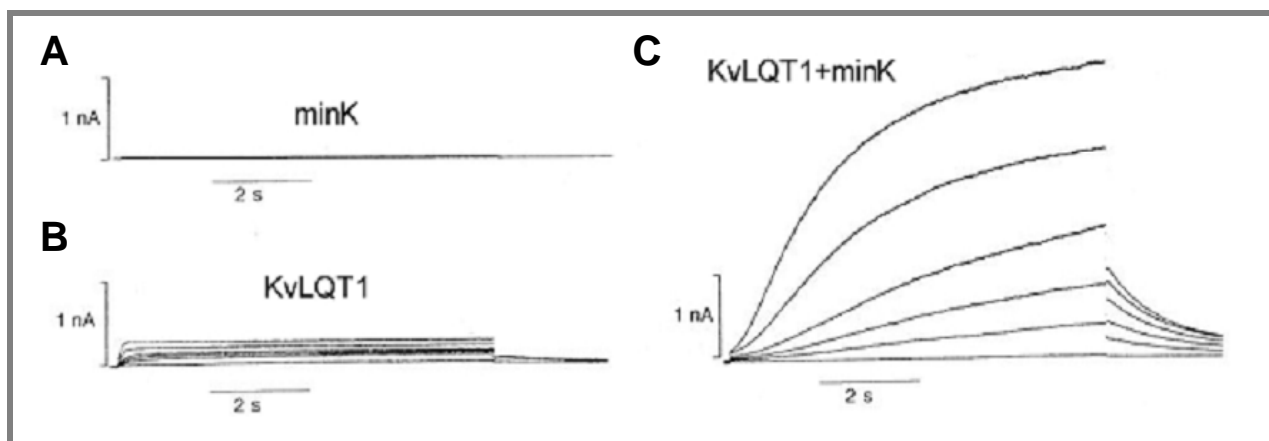 A
1 nA
minK
2 s
B
1 nA
KvLQT1
2 s
C
KvLQT1+minK
1 nA
2 s